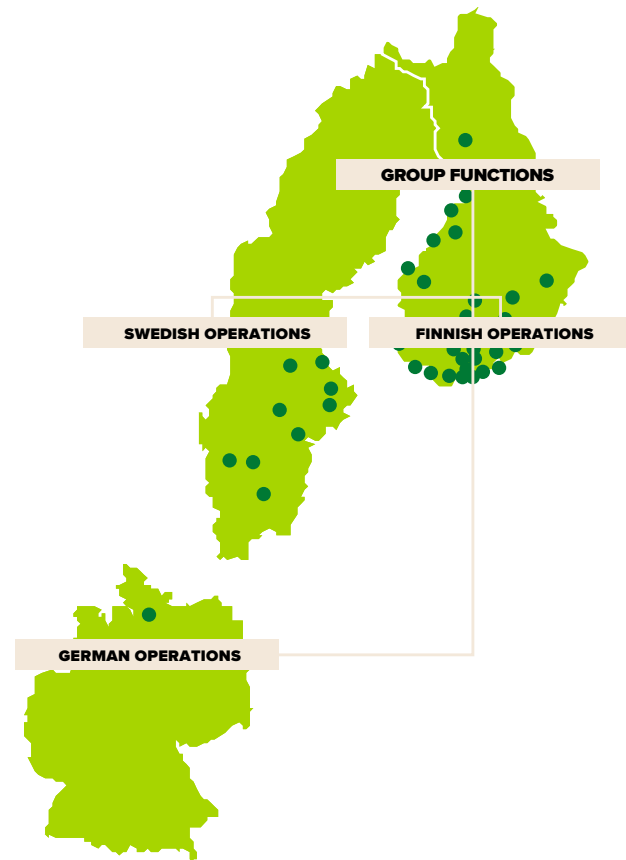 GROUP FUNCTIONS
SWEDISH OPERATIONS
FINNISH OPERATIONS
GERMAN OPERATIONS